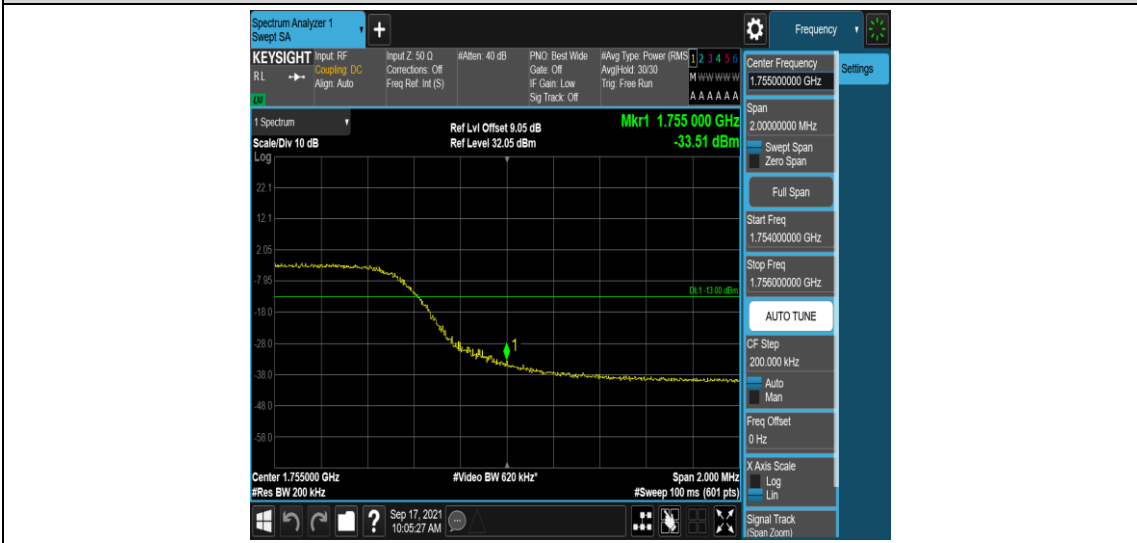 Spectrum Analyzer 1
Swept SA
+
Frequency
KEYSIGHT
Input: RF
Input Z: 50 Ω
#Atten: 40 dB
PNO: Best Wide
#Avg Type: Power (RMS
1 2 3 4 5 6
RL
Coupling: DC
Corrections: Off
Gate: Off
Avg|Hold: 30/30
M W W W W W
Align: Auto
Freq Ref: Int (S)
IF Gain: Low
Trig: Free Run
LXI
Sig Track: Off
A A A A A A
Center Frequency
1.755000000 GHz
Settings
Span
2.00000000 MHz
Swept Span
Zero Span
Full Span
Start Freq
1.754000000 GHz
Stop Freq
1.756000000 GHz
AUTO TUNE
CF Step
200.000 kHz
Auto
Man
Freq Offset
0 Hz
X Axis Scale
Log
Lin
Signal Track
(Span Zoom)
1 Spectrum
Ref Lvl Offset 9.05 dB
Mkr1 1.755 000 GHz
Scale/Div 10 dB
Ref Level 32.05 dBm
-33.51 dBm
Log
22.1
12.1
2.05
-7.95
DL1 -13.00 dBm
-18.0
-28.0
1
-38.0
-48.0
-58.0
Center 1.755000 GHz
#Video BW 620 kHz*
Span 2.000 MHz
#Res BW 200 kHz
#Sweep 100 ms (601 pts)
?
Sep 17, 2021
10:05:27 AM